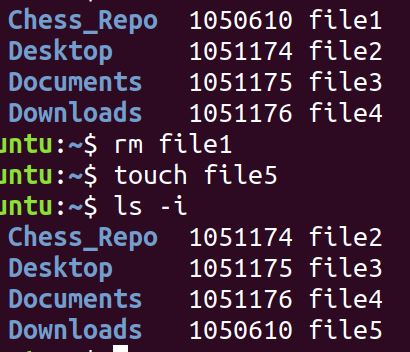 Chess_Repo 1050610 file1
Desktop 1051174 file2
Documents 1051175 file3
Downloads 1051176 file4
untu:~$ rm file1
untu:~$ touch file5
untu:~$ ls -i
Chess_Repo 1051174 file2
Desktop 1051175 file3
Documents 1051176 file4
Downloads 1050610 file5